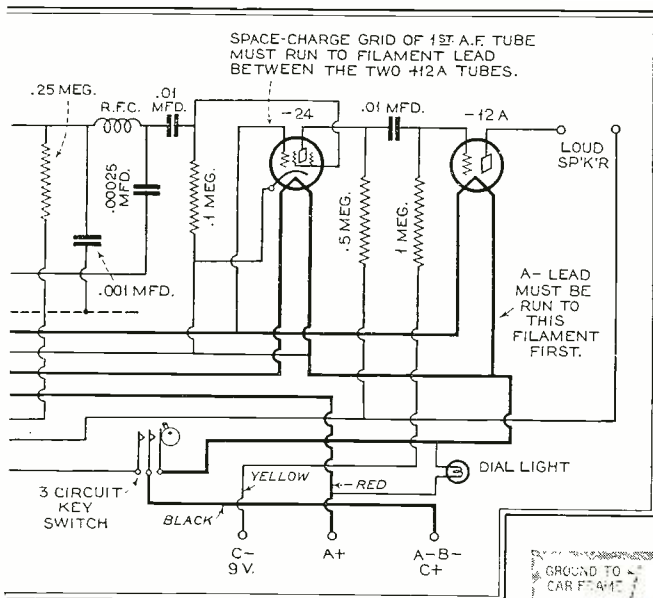 SPACE-CHARGE GRID OF 1ST. A.F. TUBE
MUST RUN TO FILAMENT LEAD
BETWEEN THE TWO 412A TUBES.
.25 MEG.
R.F.C.
.01
MFD.
-24
.01 MFD.
-12A
LOUD
SP'K'R
.00025
MFD.
.1 MEG.
.5 MEG.
1 MEG.
.001 MFD.
A- LEAD
MUST BE
RUN TO
THIS
FILAMENT
FIRST.
3 CIRCUIT
KEY
SWITCH
YELLOW
RED
DIAL LIGHT
BLACK
C-
9 V.
A+
A-B-
C+
GROUND TO
CAR FRAME